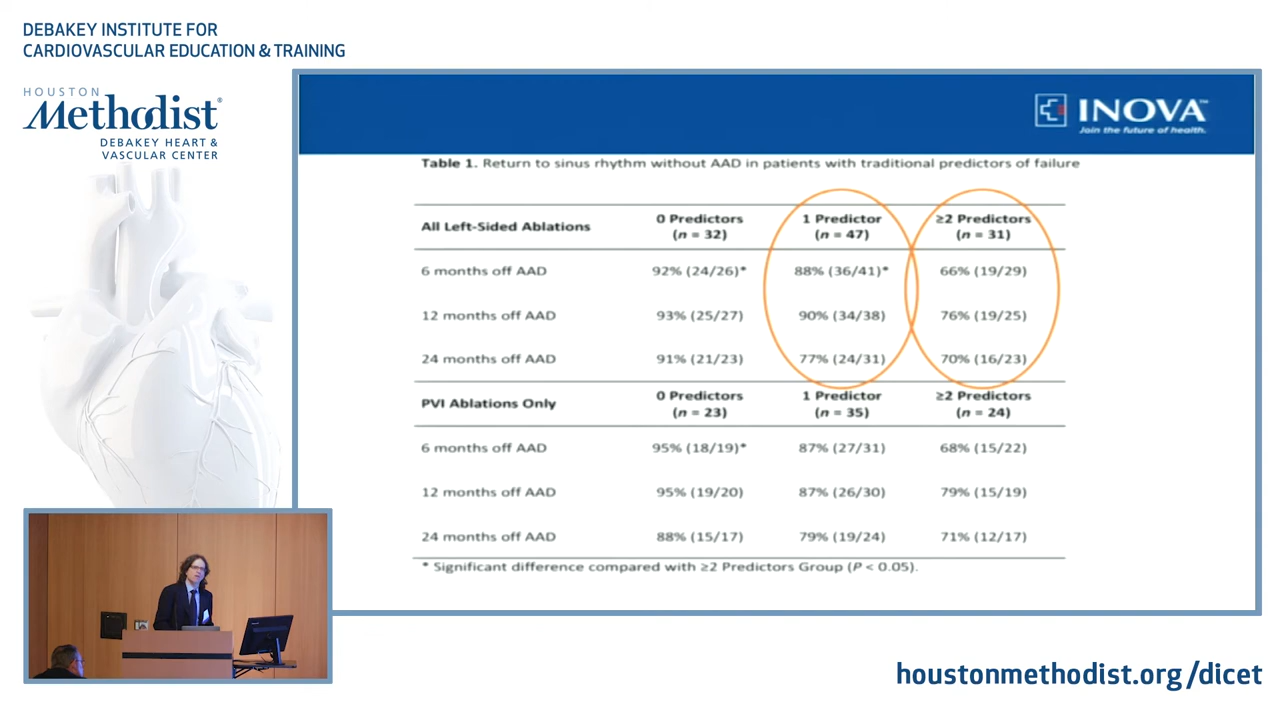 DEBAKEY INSTITUTE FOR
CARDIOVASCULAR EDUCATION & TRAINING
HOUSTON
Methodist®
DEBAKEY HEART &
VASCULAR CENTER
INOVA™
Join the future of health.
Table 1. Return to sinus rhythm without AAD in patients with traditional predictors of failure
All Left-Sided Ablations 0 Predictors (n = 32) 1 Predictor (n = 47) ≥2 Predictors (n = 31)
6 months off AAD 92% (24/26)* 88% (36/41)* 66% (19/29)
12 months off AAD 93% (25/27) 90% (34/38) 76% (19/25)
24 months off AAD 91% (21/23) 77% (24/31) 70% (16/23)
PVI Ablations Only 0 Predictors (n = 23) 1 Predictor (n = 35) ≥2 Predictors (n = 24)
6 months off AAD 95% (18/19)* 87% (27/31) 68% (15/22)
12 months off AAD 95% (19/20) 87% (26/30) 79% (15/19)
24 months off AAD 88% (15/17) 79% (19/24) 71% (12/17)
* Significant difference compared with ≥2 Predictors Group (P < 0.05).
houstonmethodist.org/dicet